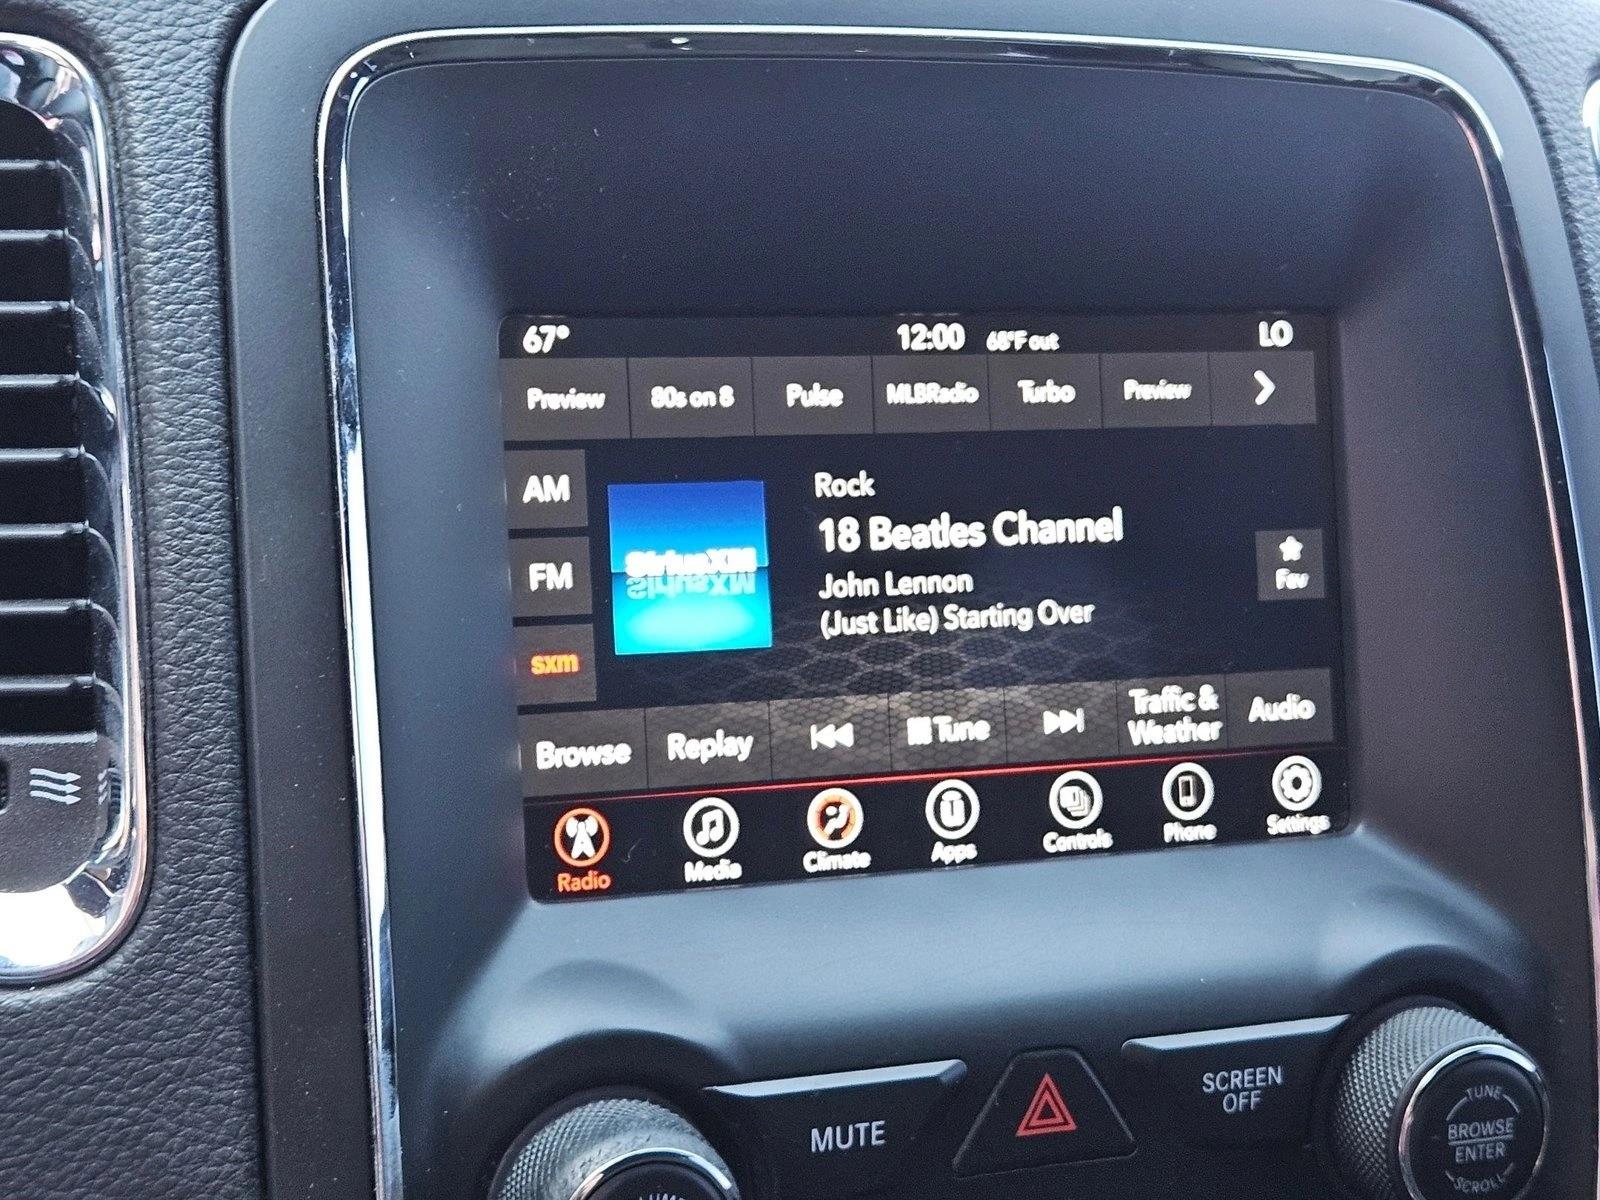 67° 12:00 68°F out LO
Preview 80s on 8 Pulse MLBRadio Turbo Preview
AM
FM
sxm
SiriusXM
Rock
18 Beatles Channel
John Lennon
(Just Like) Starting Over
Fav
Browse Replay Tune Traffic &
Weather Audio
Radio Media Climate Apps Controls Phone Settings
MUTE
SCREEN
OFF
TUNE
BROWSE
ENTER
SCROLL